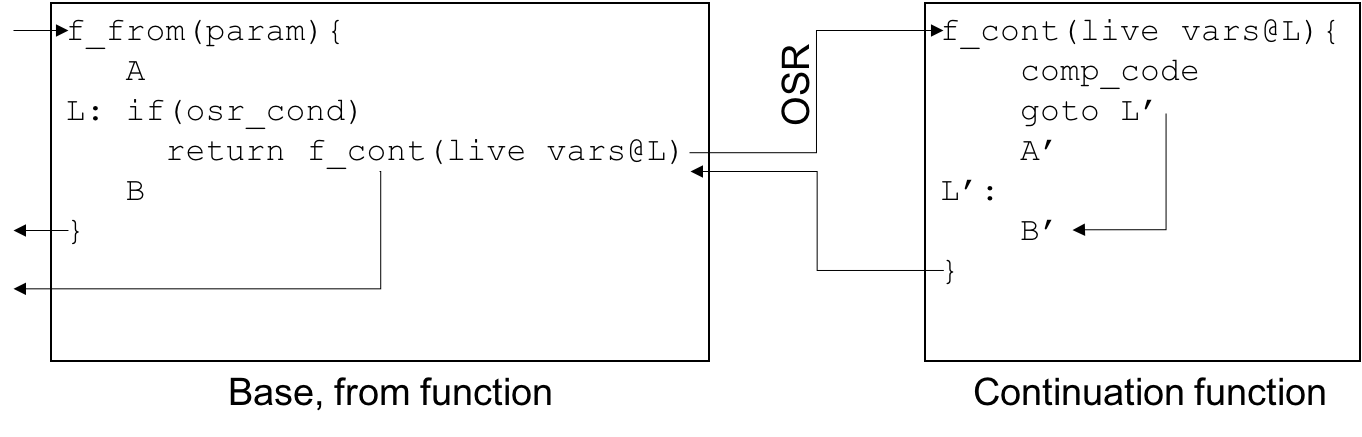 f_from(param){
A
L: if(osr_cond)
return f_cont(live vars@L)
B
}
Base, from function
OSR
f_cont(live vars@L){
comp_code
goto L′
A′
L′:
B′
}
Continuation function